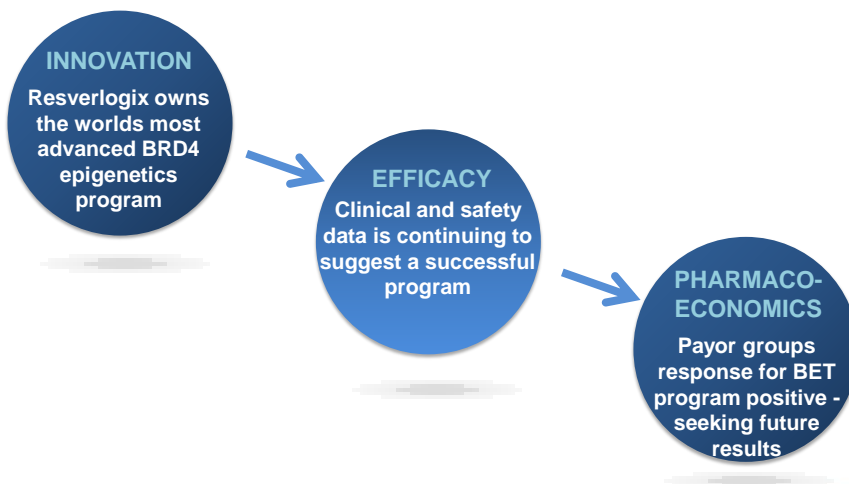 INNOVATION
Resverlogix owns
the worlds most
advanced BRD4
epigenetics
program
EFFICACY
Clinical and safety
data is continuing to
suggest a successful
program
PHARMACO-
ECONOMICS
Payor groups
response for BET
program positive -
seeking future
results